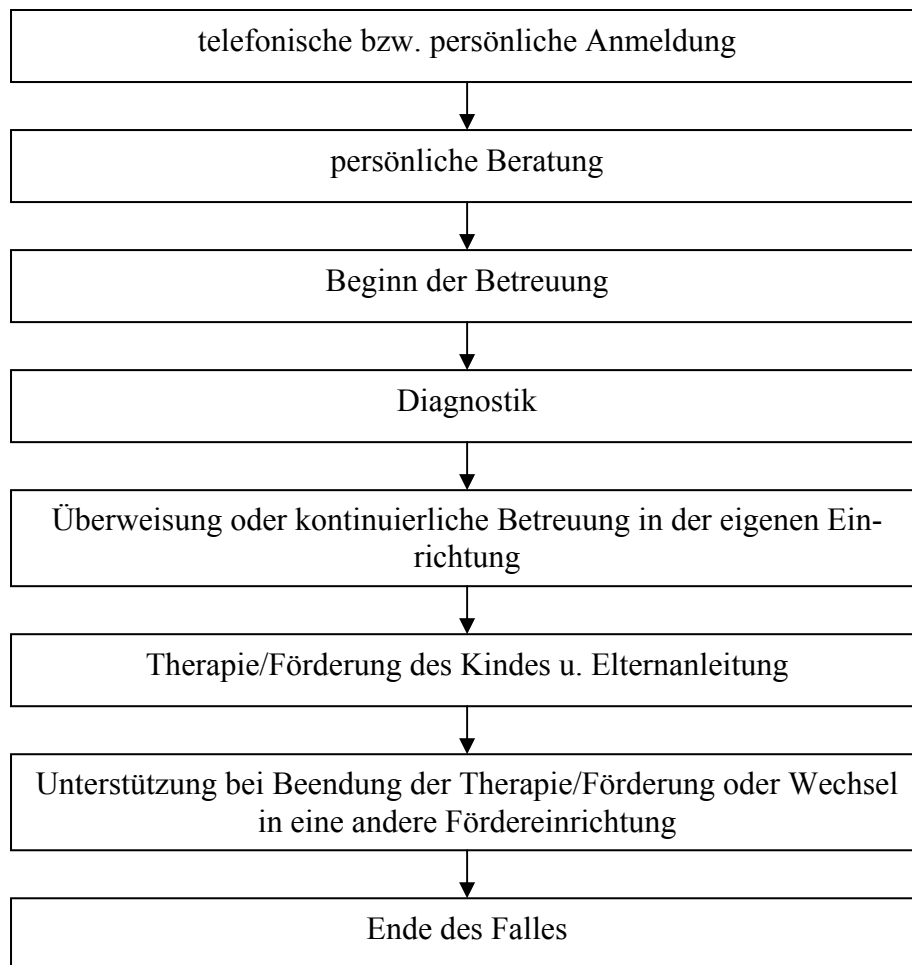 telefonische bzw. persönliche Anmeldung
persönliche Beratung
Beginn der Betreuung
Diagnostik
Überweisung oder kontinuierliche Betreuung in der eigenen Ein-
richtung
Therapie/Förderung des Kindes u. Elternanleitung
Unterstützung bei Beendung der Therapie/Förderung oder Wechsel
in eine andere Fördereinrichtung
Ende des Falles